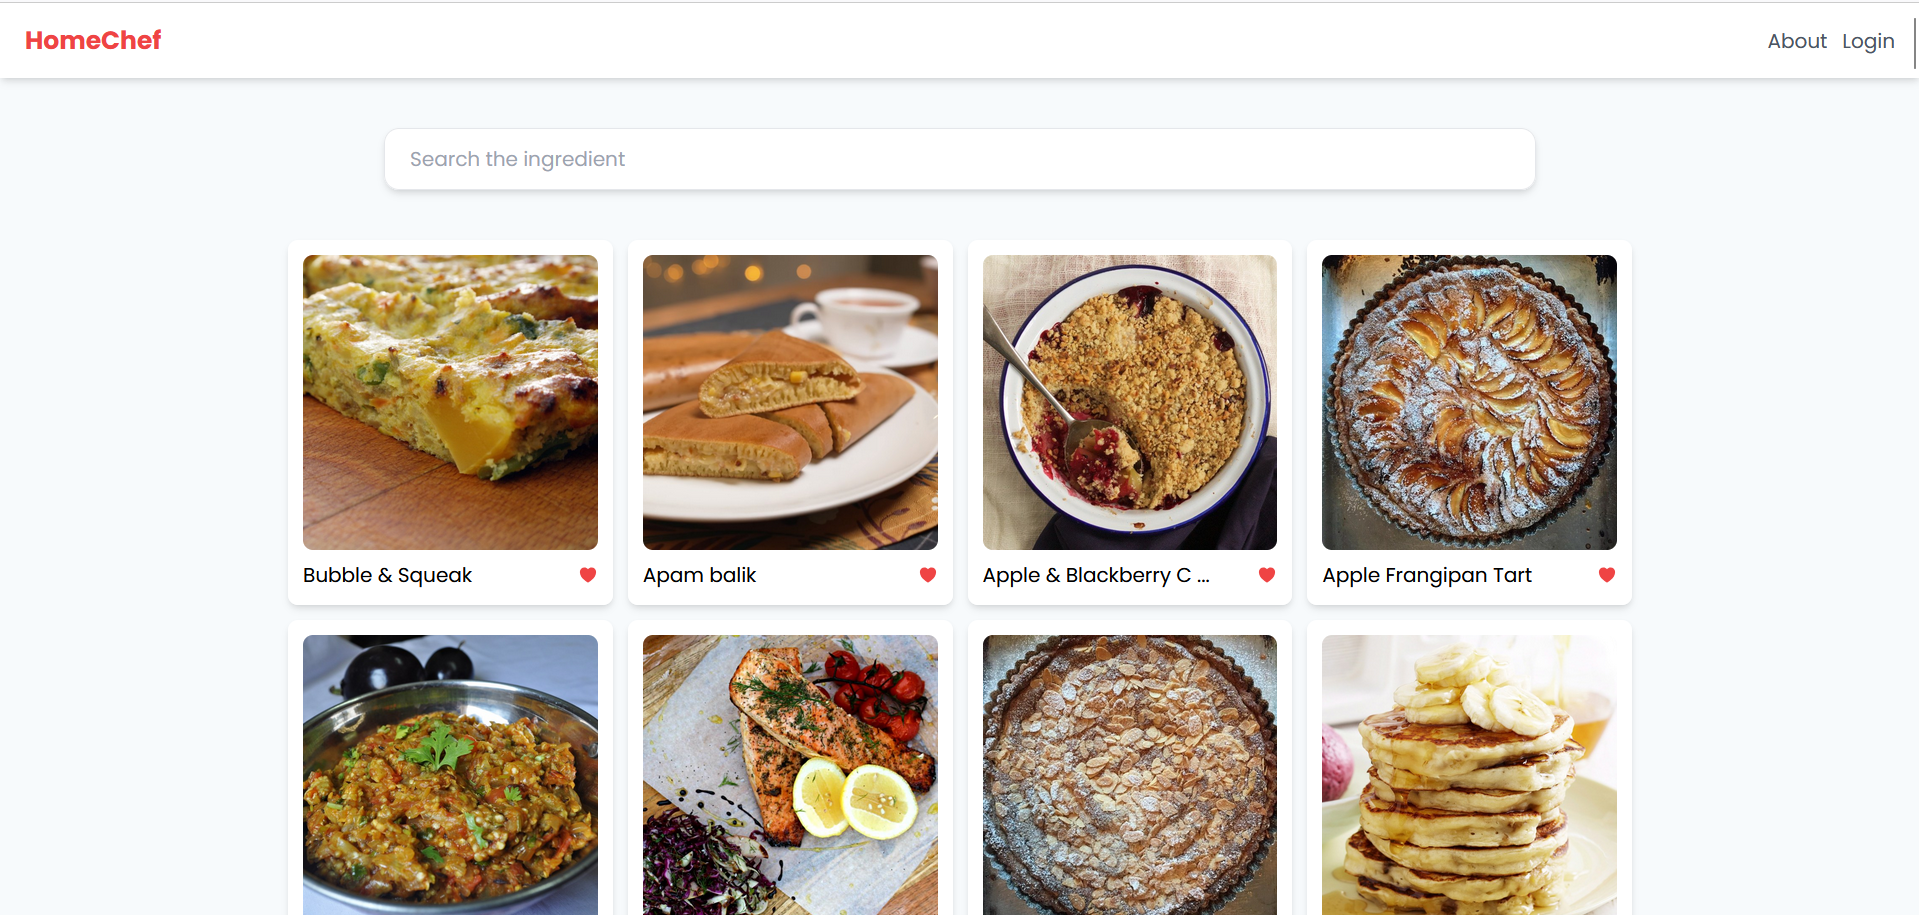 HomeChef
About Login
Search the ingredient
Bubble & Squeak
Apam balik
Apple & Blackberry C ...
Apple Frangipan Tart